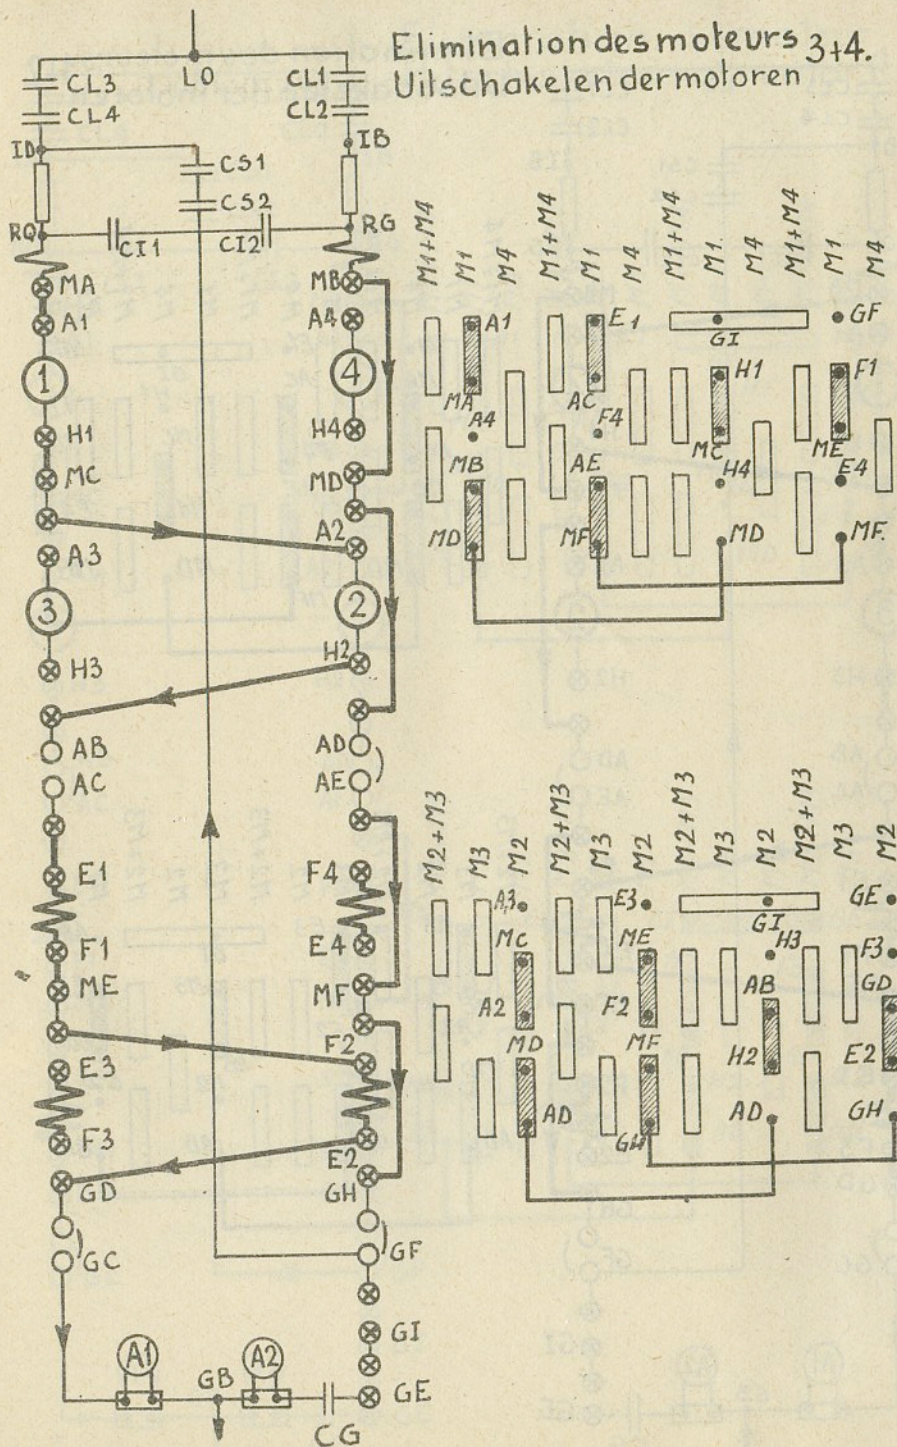 Elimination des moteurs 3+4.
Uitschakelen der motoren
LO
CL3
CL4
CL1
CL2
ID
IB
CS1
CS2
RQ
RG
CI1
CI2
MA
A1
1
H1
MC
A3
3
H3
AB
AC
E1
F1
ME
E3
F3
GD
GC
MB
A4
4
H4
MD
A2
2
H2
AD
AE
F4
E4
MF
F2
E2
GH
GF
GI
GE
A1
GB
A2
CG
M1+M4 M1 M4 M1+M4 M1 M4 M1+M4 M1. M4 M1+M4 M1 M4
A1 E1 GI GF
MA AC H1 F1
A4 F4 MC ME
MB AE H4 E4
MD MF MD MF.
M2+M3 M3 M2 M2+M3 M3 M2 M2+M3 M3 M2 M2+M3 M3 M2
A3 E3 GI GE
MC ME H3 F3
A2 F2 AB GD
MD MF H2 E2
AD GH AD GH